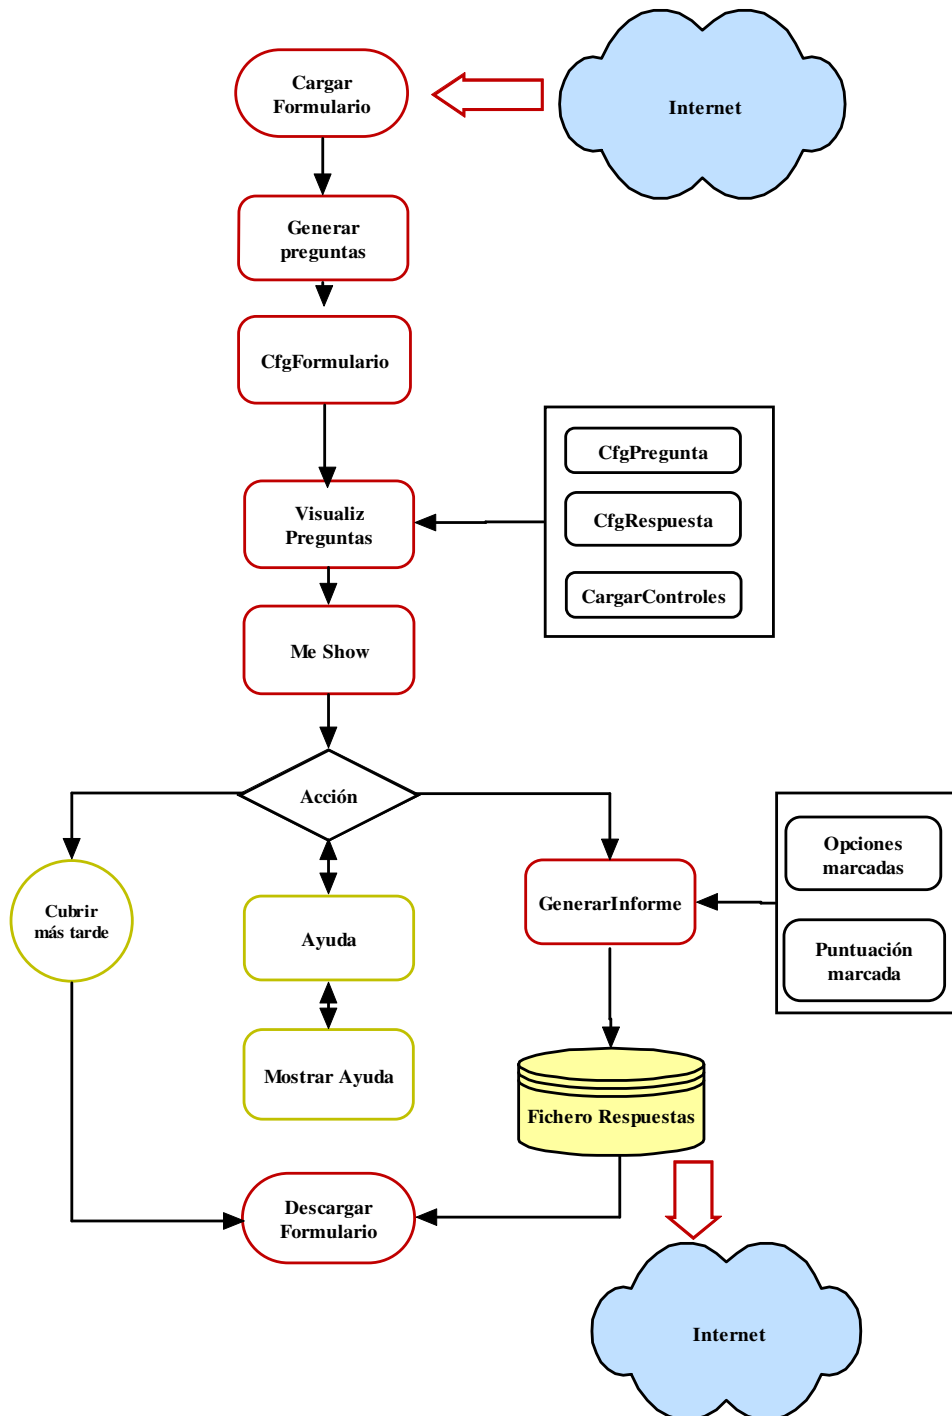 Cargar
Formulario
Internet
Generar
preguntas
CfgFormulario
CfgPregunta
Visualiz
Preguntas
CfgRespuesta
CargarControles
Me Show
Acción
Opciones
marcadas
Cubrir
más tarde
Ayuda
GenerarInforme
Puntuación
marcada
Mostrar Ayuda
Fichero Respuestas
Descargar
Formulario
Internet